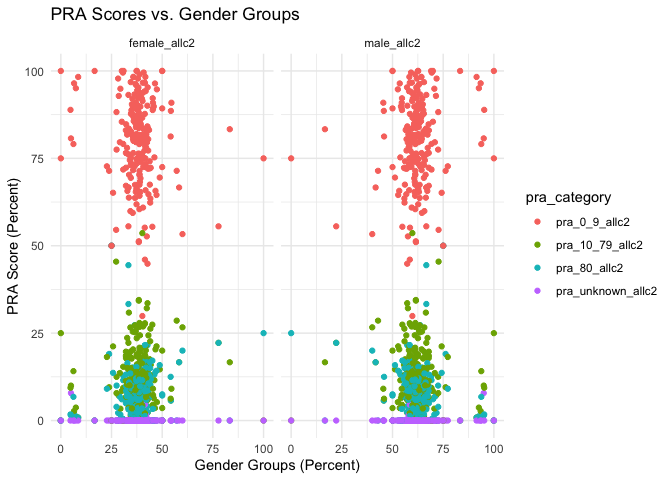 PRA Scores vs. Gender Groups
female_allc2 male_allc2
100
75
50
25
0
0 25 50 75 100 0 25 50 75 100
Gender Groups (Percent)
PRA Score (Percent)
pra_category
pra_0_9_allc2
pra_10_79_allc2
pra_80_allc2
pra_unknown_allc2